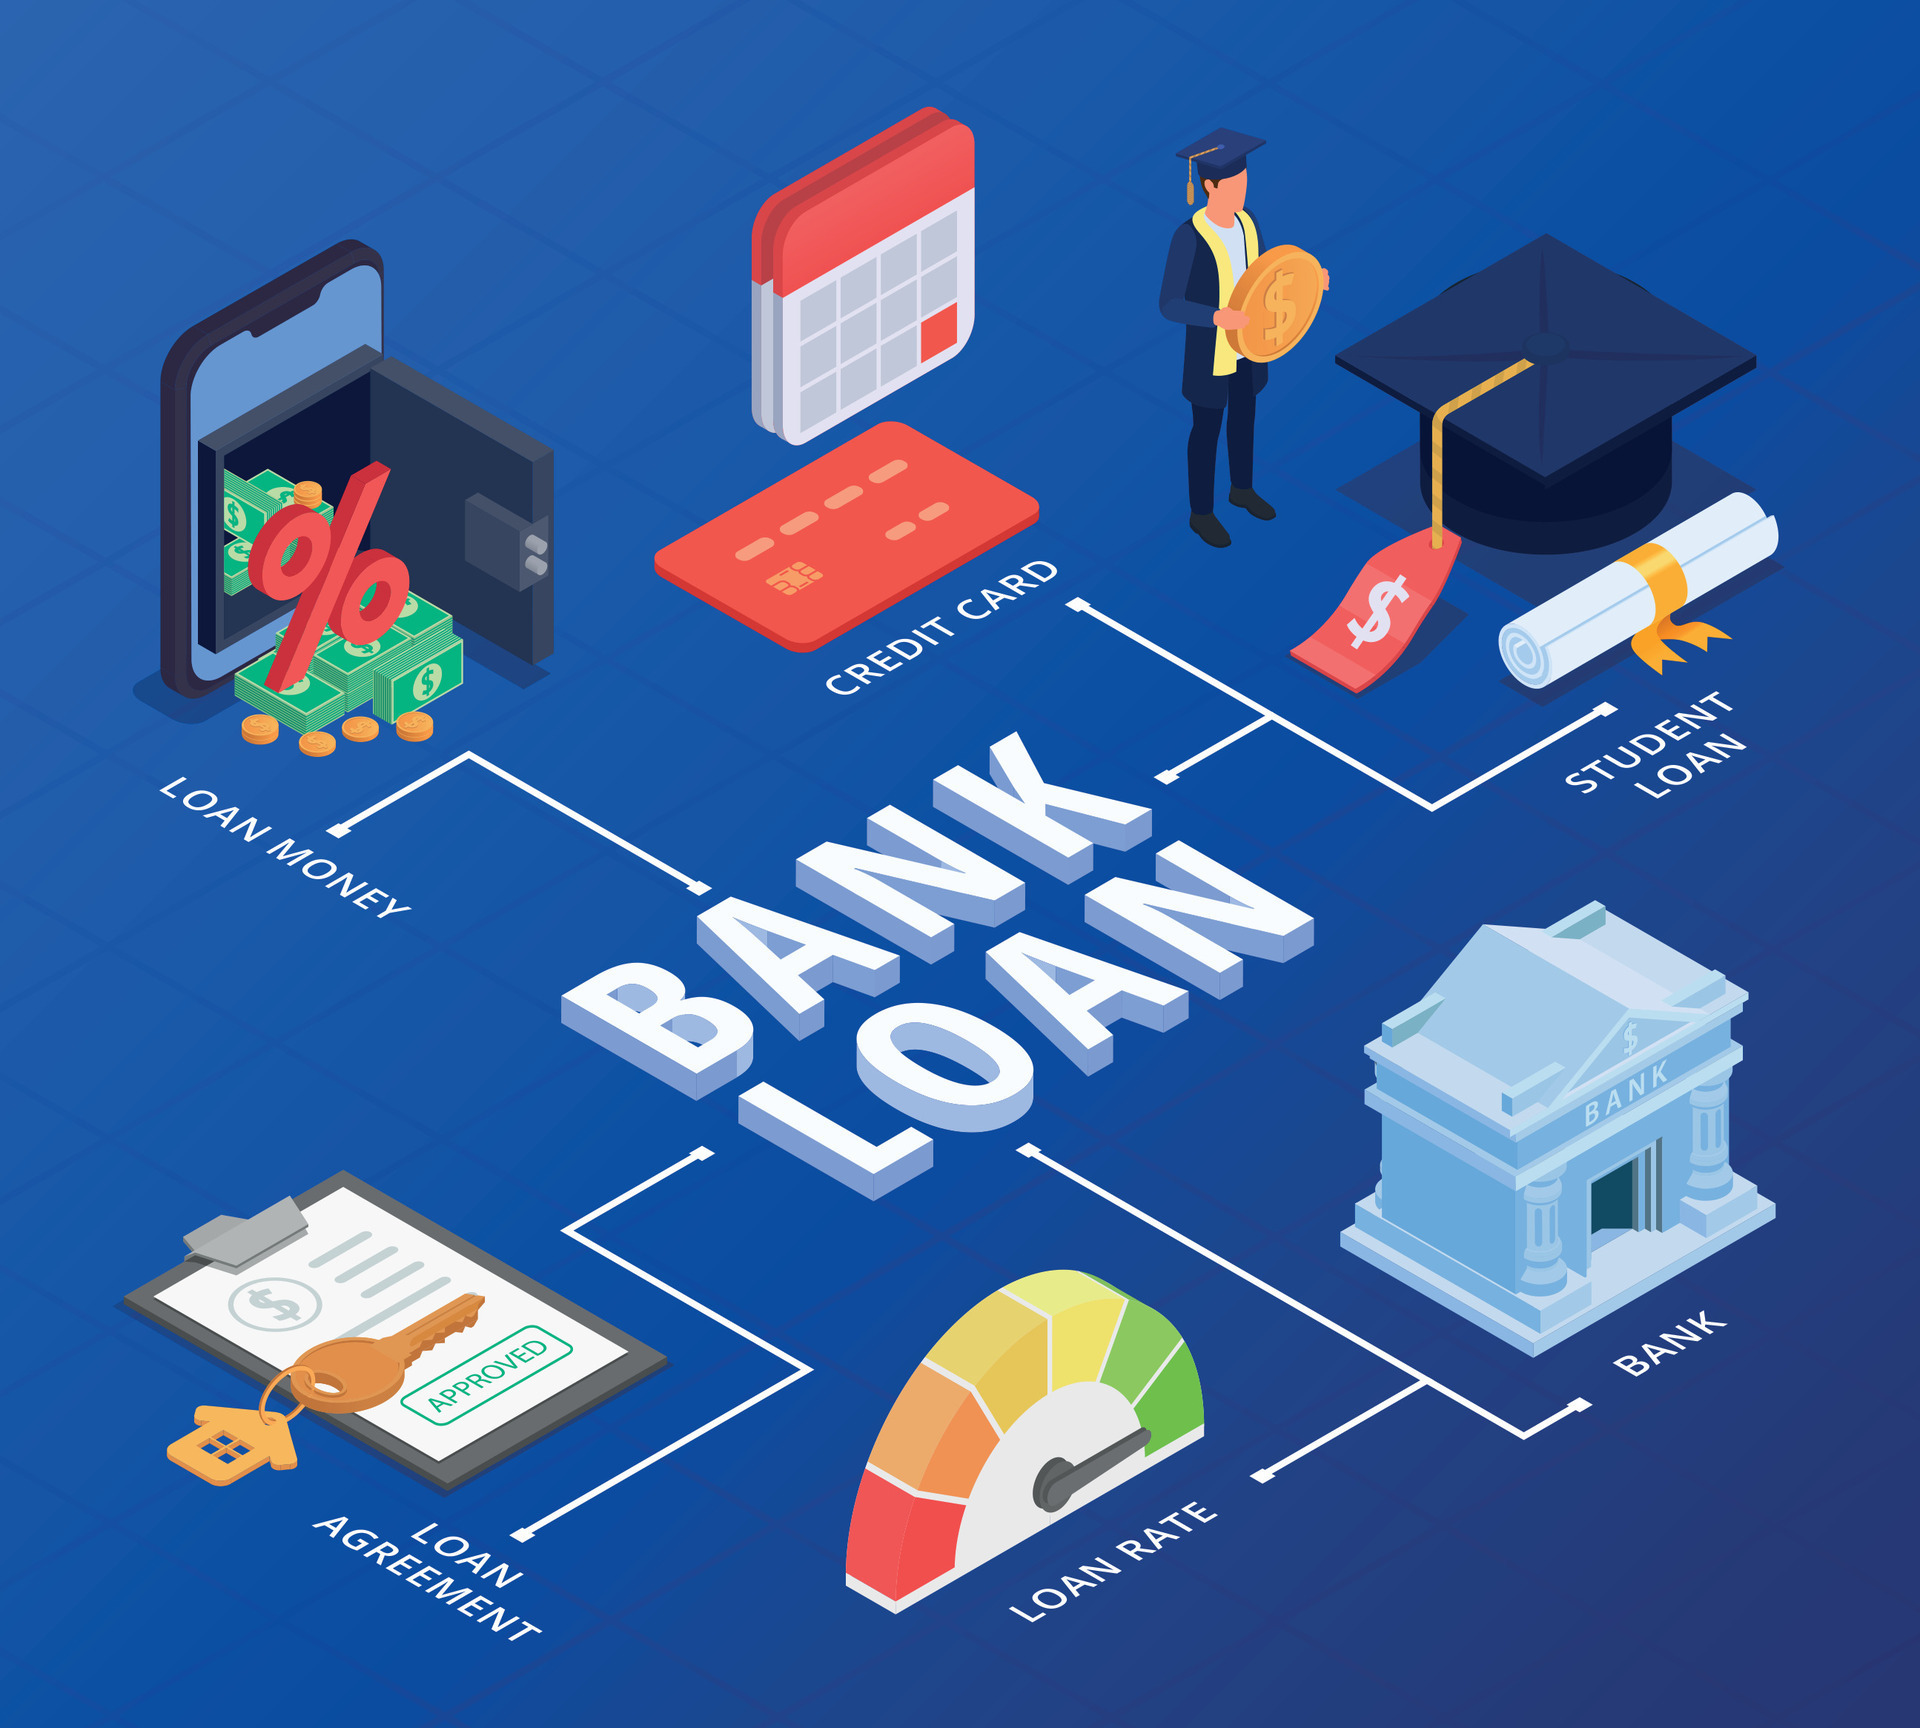 CREDIT CARD
STUDENT
LOAN
LOAN MONEY
BANK
LOAN
$
BANK
BANK
APPROVED
LOAN
AGREEMENT
LOAN RATE
%
$
$
$